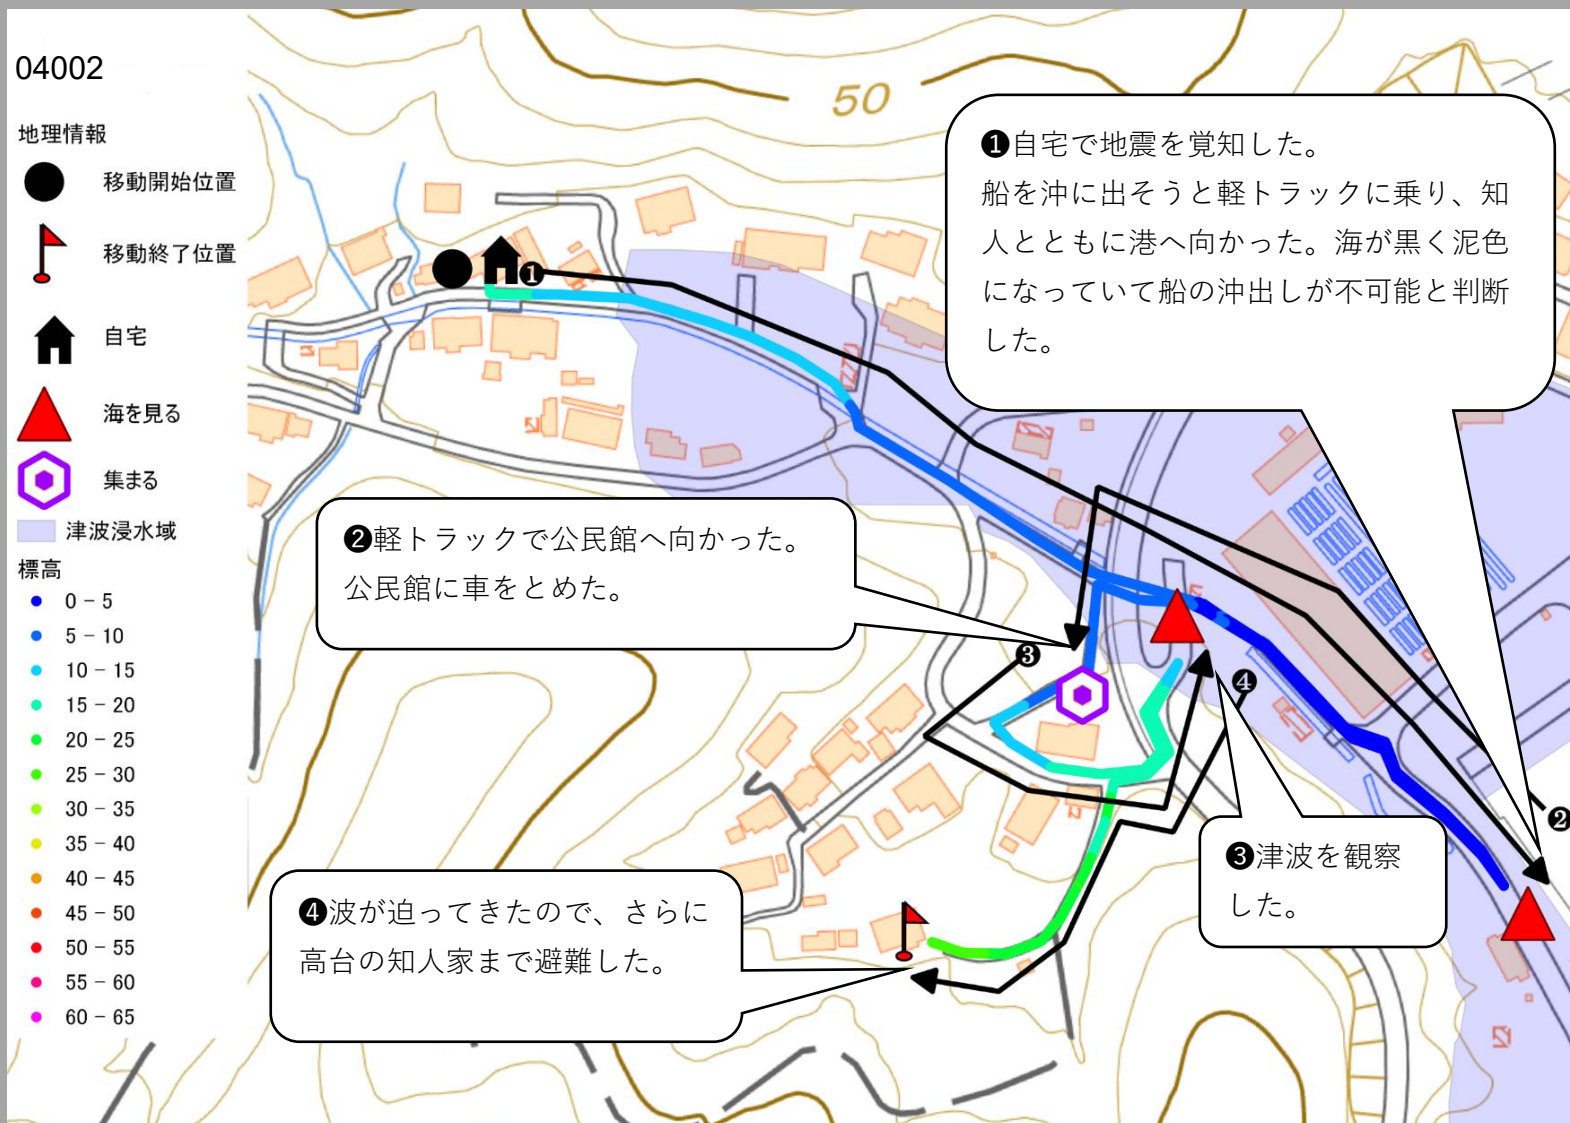 04002
地理情報
移動開始位置
移動終了位置
自宅
海を見る
集まる
津波浸水域
標高
0 − 5
5 − 10
10 − 15
15 − 20
20 − 25
25 − 30
30 − 35
35 − 40
40 − 45
45 − 50
50 − 55
55 − 60
60 − 65
50
❶自宅で地震を覚知した。
船を沖に出そうと軽トラックに乗り、知
人とともに港へ向かった。海が黒く泥色
になっていて船の沖出しが不可能と判断
した。
❶
❷軽トラックで公民館へ向かった。
公民館に車をとめた。
❸
❹
❷
❸津波を観察
した。
❹波が迫ってきたので、さらに
高台の知人家まで避難した。